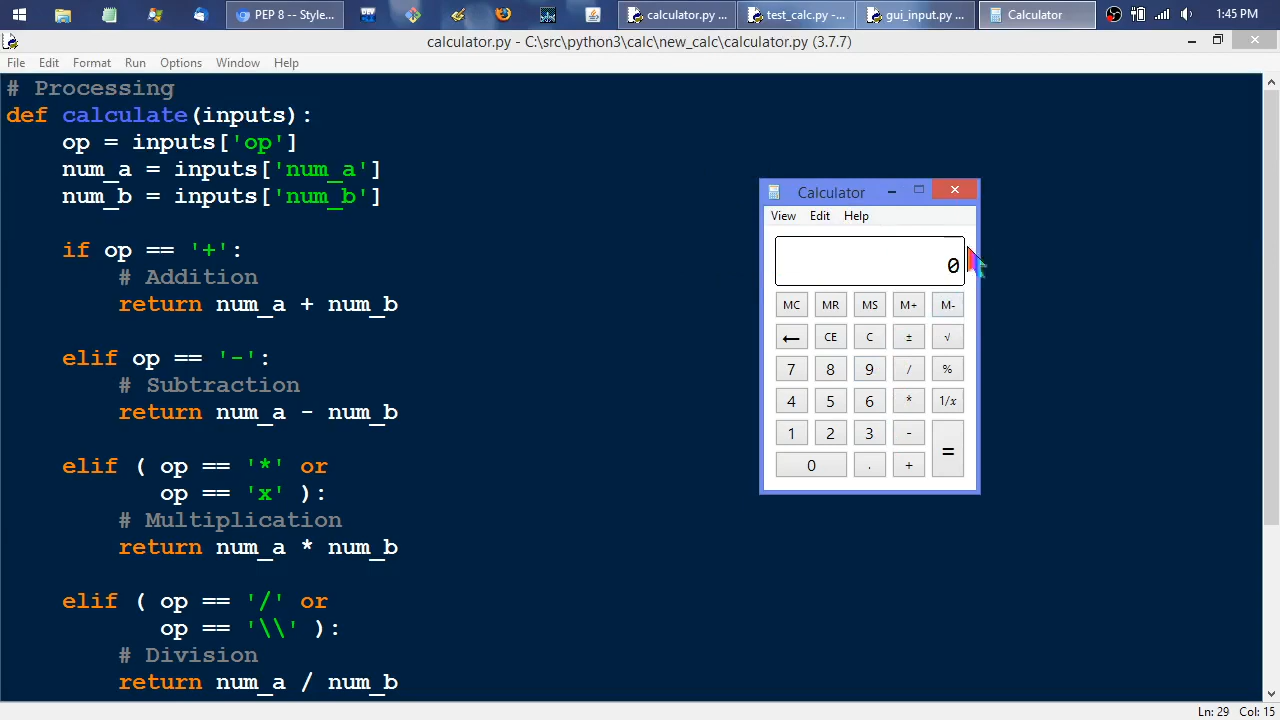 PEP 8 -- Style...
calculator.py ...
test_calc.py -...
gui_input.py ...
Calculator
1:45 PM
calculator.py - C:\src\python3\calc\new_calc\calculator.py (3.7.7)
File Edit Format Run Options Window Help
# Processing
def calculate(inputs):
    op = inputs['op']
    num_a = inputs['num_a']
    num_b = inputs['num_b']
    if op == '+':
        # Addition
        return num_a + num_b
    elif op == '-':
        # Subtraction
        return num_a - num_b
    elif ( op == '*' or
           op == 'x' ):
        # Multiplication
        return num_a * num_b
    elif ( op == '/' or
           op == '\\' ):
        # Division
        return num_a / num_b
Calculator
View Edit Help
0
MC MR MS M+ M-
← CE C ± √
7 8 9 / %
4 5 6 * 1/x
1 2 3 - =
0 . +
Ln: 29 Col: 15